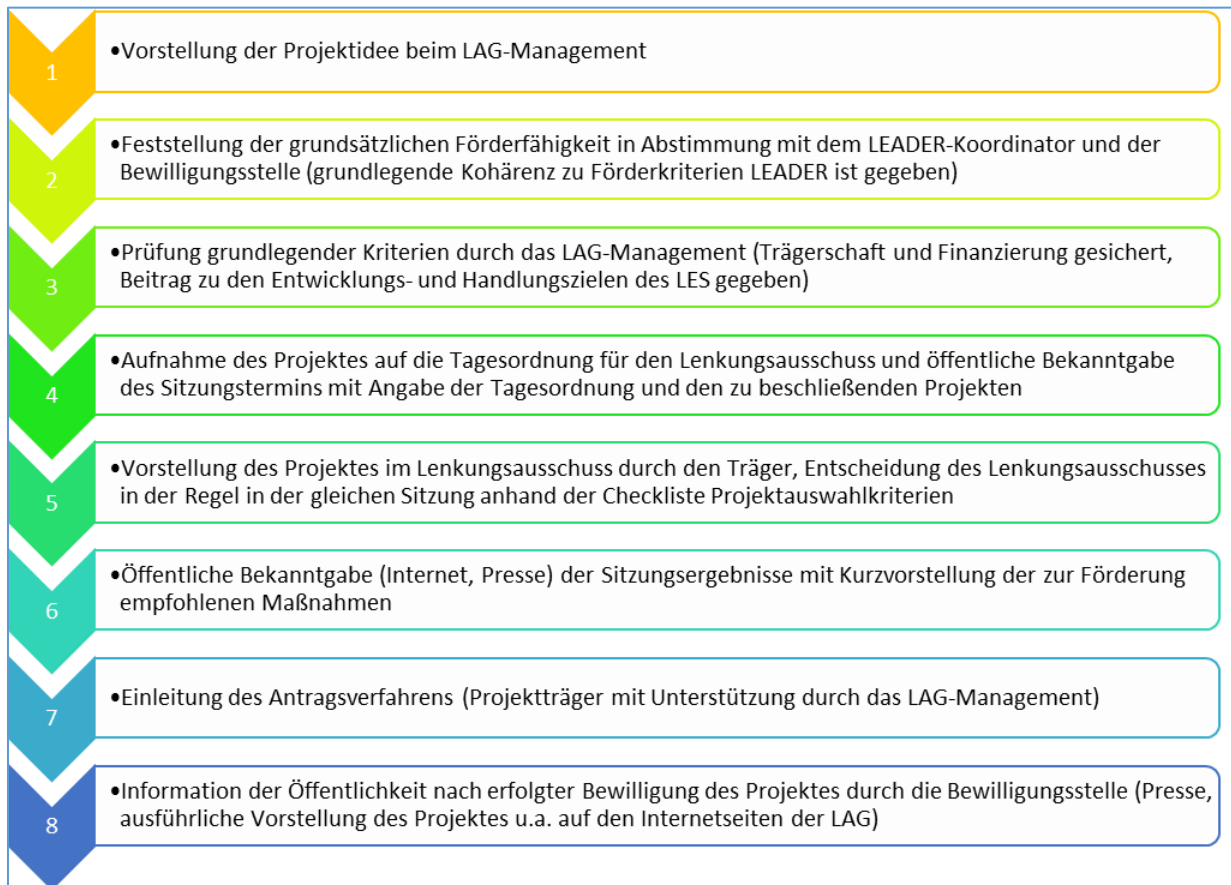 1
•Vorstellung der Projektidee beim LAG-Management
2
•Feststellung der grundsätzlichen Förderfähigkeit in Abstimmung mit dem LEADER-Koordinator und der
Bewilligungsstelle (grundlegende Kohärenz zu Förderkriterien LEADER ist gegeben)
3
•Prüfung grundlegender Kriterien durch das LAG-Management (Trägerschaft und Finanzierung gesichert,
Beitrag zu den Entwicklungs- und Handlungszielen des LES gegeben)
4
•Aufnahme des Projektes auf die Tagesordnung für den Lenkungsausschuss und öffentliche Bekanntgabe
des Sitzungstermins mit Angabe der Tagesordnung und den zu beschließenden Projekten
5
•Vorstellung des Projektes im Lenkungsausschuss durch den Träger, Entscheidung des Lenkungsausschusses
in der Regel in der gleichen Sitzung anhand der Checkliste Projektauswahlkriterien
6
•Öffentliche Bekanntgabe (Internet, Presse) der Sitzungsergebnisse mit Kurzvorstellung der zur Förderung
empfohlenen Maßnahmen
7
•Einleitung des Antragsverfahrens (Projektträger mit Unterstützung durch das LAG-Management)
8
•Information der Öffentlichkeit nach erfolgter Bewilligung des Projektes durch die Bewilligungsstelle (Presse,
ausführliche Vorstellung des Projektes u.a. auf den Internetseiten der LAG)